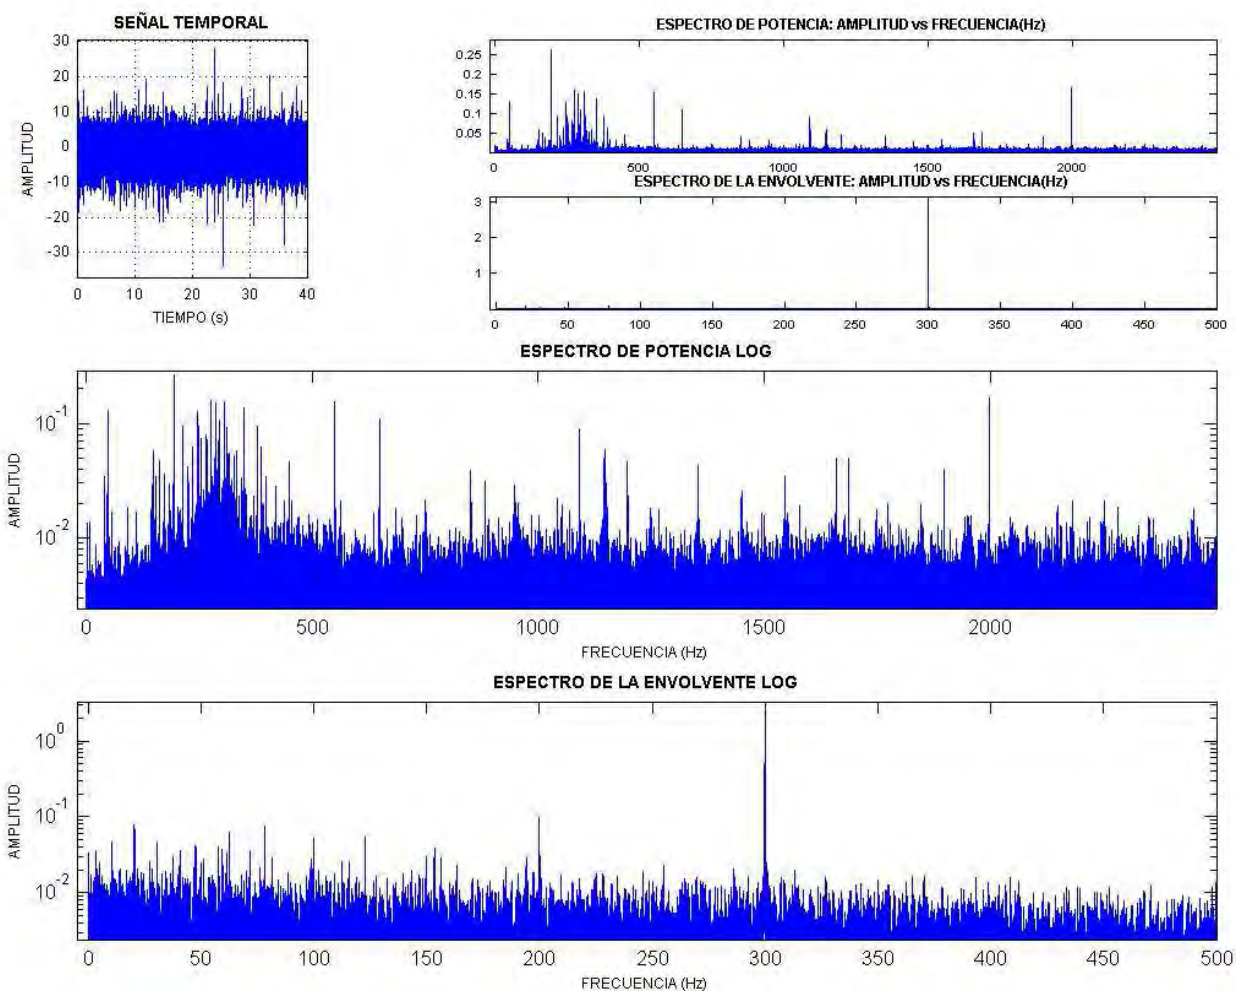 SEÑAL TEMPORAL
30
20
10
0
-10
-20
-30
AMPLITUD
0 10 20 30 40
TIEMPO (s)
ESPECTRO DE POTENCIA: AMPLITUD vs FRECUENCIA(Hz)
0.25
0.2
0.15
0.1
0.05
500 1000 1500 2000
ESPECTRO DE LA ENVOLVENTE: AMPLITUD vs FRECUENCIA(Hz)
3
2
1
0 50 100 150 200 250 300 350 400 450 500
ESPECTRO DE POTENCIA LOG
10^-1
10^-2
AMPLITUD
0 500 1000 1500 2000
FRECUENCIA (Hz)
ESPECTRO DE LA ENVOLVENTE LOG
10^0
10^-1
10^-2
AMPLITUD
0 50 100 150 200 250 300 350 400 450 500
FRECUENCIA (Hz)